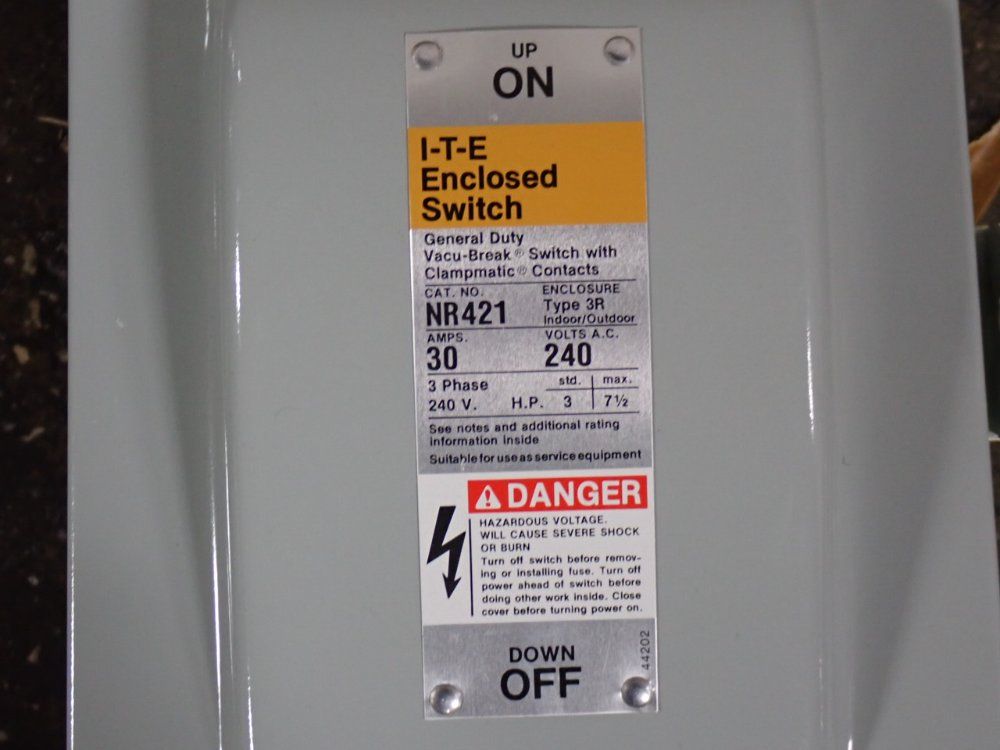 UP
ON
I-T-E
Enclosed
Switch
General Duty
Vacu-Break® Switch with
Clampmatic® Contacts
CAT. NO. ENCLOSURE
NR421 Type 3R
Indoor/Outdoor
AMPS. VOLTS A.C.
30 240
3 Phase std. max.
240 V. H.P. 3 7½
See notes and additional rating
information inside
Suitable for use as service equipment
DANGER
HAZARDOUS VOLTAGE.
WILL CAUSE SEVERE SHOCK
OR BURN
Turn off switch before remov-
ing or installing fuse. Turn off
power ahead of switch before
doing other work inside. Close
cover before turning power on.
44202
DOWN
OFF